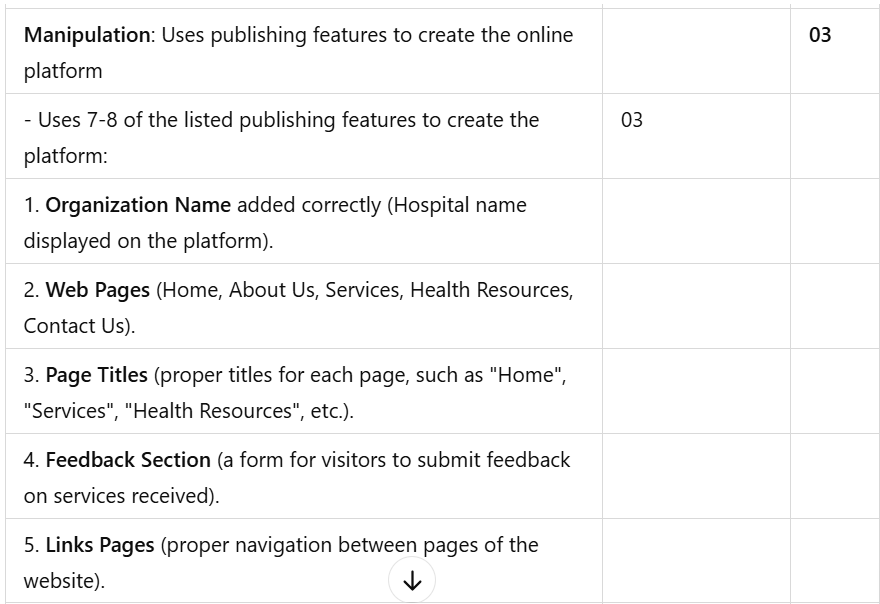 Manipulation: Uses publishing features to create the online
platform
03
- Uses 7-8 of the listed publishing features to create the
platform:
03
1. Organization Name added correctly (Hospital name
displayed on the platform).
2. Web Pages (Home, About Us, Services, Health Resources,
Contact Us).
3. Page Titles (proper titles for each page, such as "Home",
"Services", "Health Resources", etc.).
4. Feedback Section (a form for visitors to submit feedback
on services received).
5. Links Pages (proper navigation between pages of the
website).